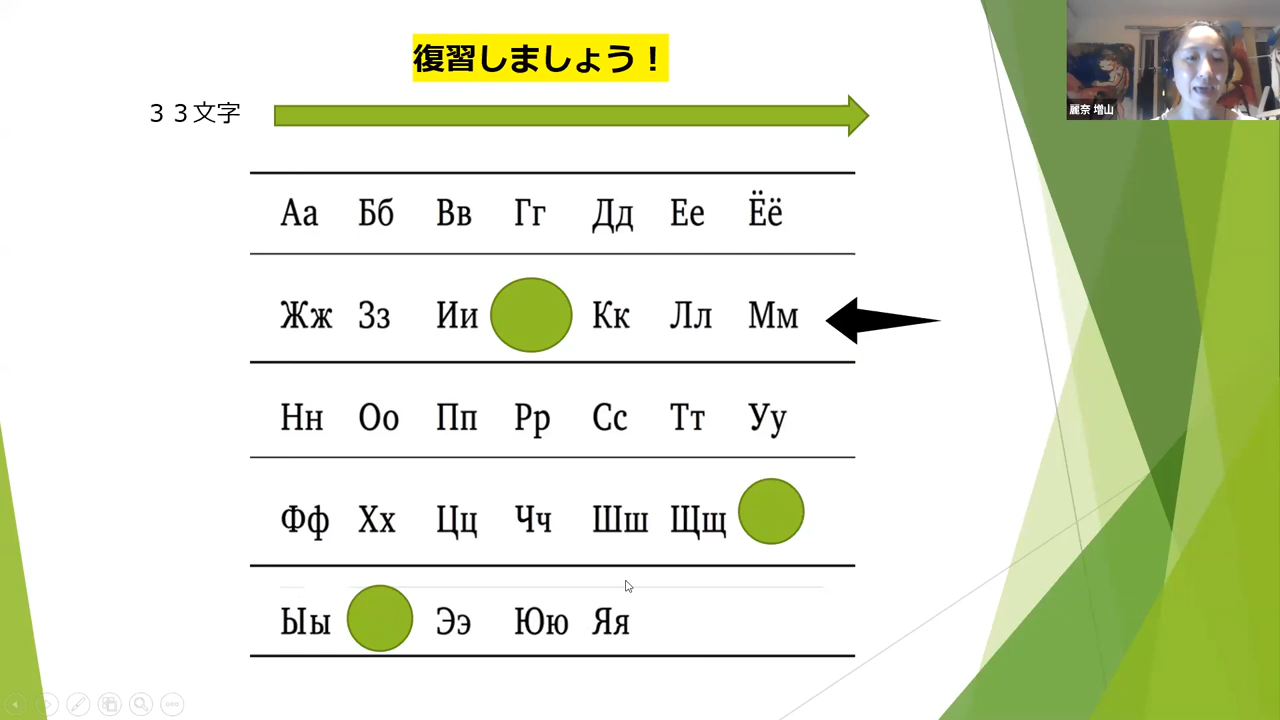 復習しましょう！
３３文字
麗奈 増山
Аа Бб Вв Гг Дд Ее Ёё
Жж Зз Ии Кк Лл Мм
Нн Оо Пп Рр Сс Тт Уу
Фф Хх Цц Чч Шш Щщ
Ыы Ээ Юю Яя